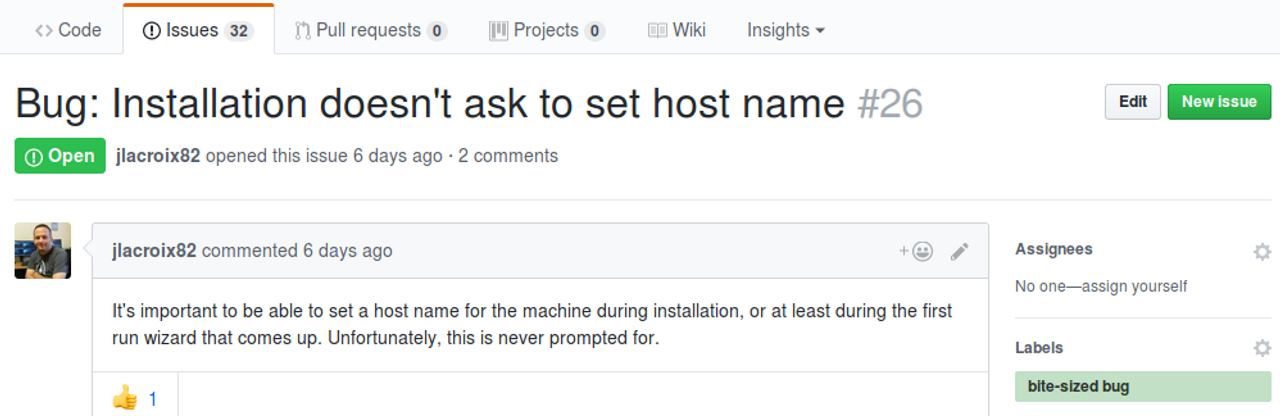 Code Issues 32 Pull requests 0 Projects 0 Wiki Insights
Bug: Installation doesn't ask to set host name #26
Edit New issue
Open jlacroix82 opened this issue 6 days ago · 2 comments
jlacroix82 commented 6 days ago
It's important to be able to set a host name for the machine during installation, or at least during the first
run wizard that comes up. Unfortunately, this is never prompted for.
👍 1
Assignees
No one—assign yourself
Labels
bite-sized bug